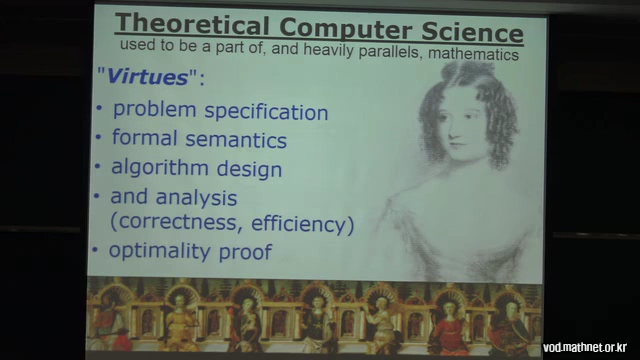 Theoretical Computer Science
used to be a part of, and heavily parallels, mathematics
"Virtues":
• problem specification
• formal semantics
• algorithm design
• and analysis
(correctness, efficiency)
• optimality proof
vod.mathnet.or.kr